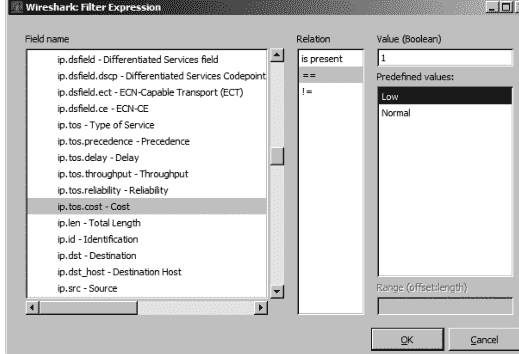 Wireshark: Filter Expression
Field name
ip.dsfield - Differentiated Services field
ip.dsfield.dscp - Differentiated Services Codepoint
ip.dsfield.ect - ECN-Capable Transport (ECT)
ip.dsfield.ce - ECN-CE
ip.tos - Type of Service
ip.tos.precedence - Precedence
ip.tos.delay - Delay
ip.tos.throughput - Throughput
ip.tos.reliability - Reliability
ip.tos.cost - Cost
ip.len - Total Length
ip.id - Identification
ip.dst - Destination
ip.dst_host - Destination Host
ip.src - Source
Relation
is present
==
!=
Value (Boolean)
1
Predefined values:
Low
Normal
Range (offset:length)
OK
Cancel